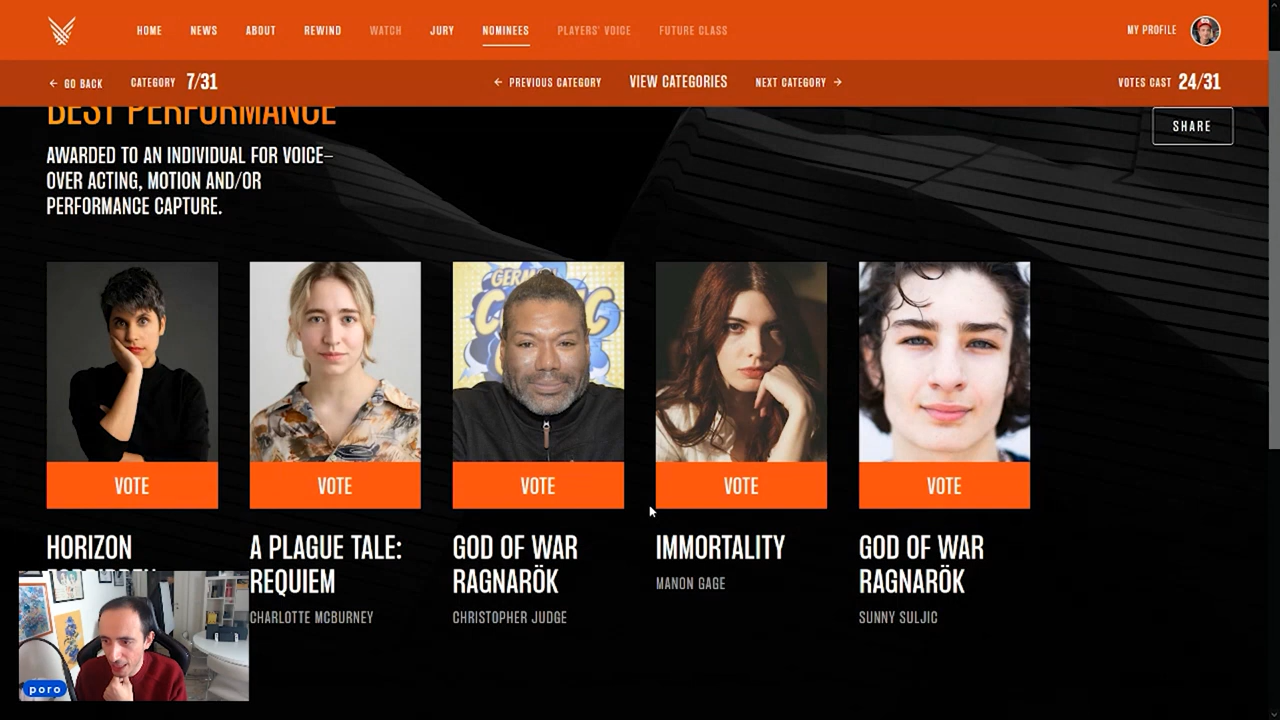 HOME NEWS ABOUT REWIND WATCH JURY NOMINEES PLAYERS' VOICE FUTURE CLASS MY PROFILE
← GO BACK CATEGORY 7/31 ← PREVIOUS CATEGORY VIEW CATEGORIES NEXT CATEGORY → VOTES CAST 24/31
BEST PERFORMANCE
SHARE
AWARDED TO AN INDIVIDUAL FOR VOICE-
OVER ACTING, MOTION AND/OR
PERFORMANCE CAPTURE.
VOTE VOTE VOTE VOTE VOTE
HORIZON
A PLAGUE TALE:
REQUIEM
CHARLOTTE MCBURNEY
GOD OF WAR
RAGNARÖK
CHRISTOPHER JUDGE
IMMORTALITY
MANON GAGE
GOD OF WAR
RAGNARÖK
SUNNY SULJIC
poro